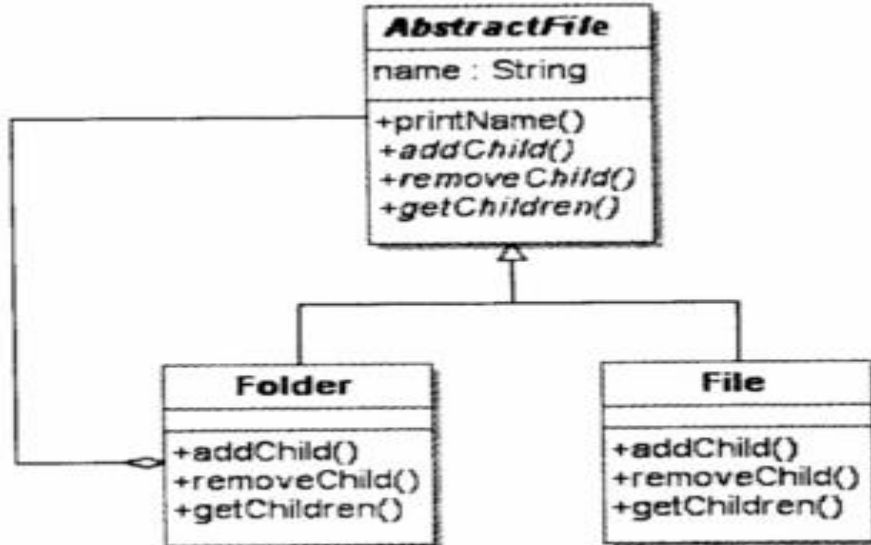 AbstractFile
name : String
+printName()
+addChild()
+removeChild()
+getChildren()
Folder
+addChild()
+removeChild()
+getChildren()
File
+addChild()
+removeChild()
+getChildren()